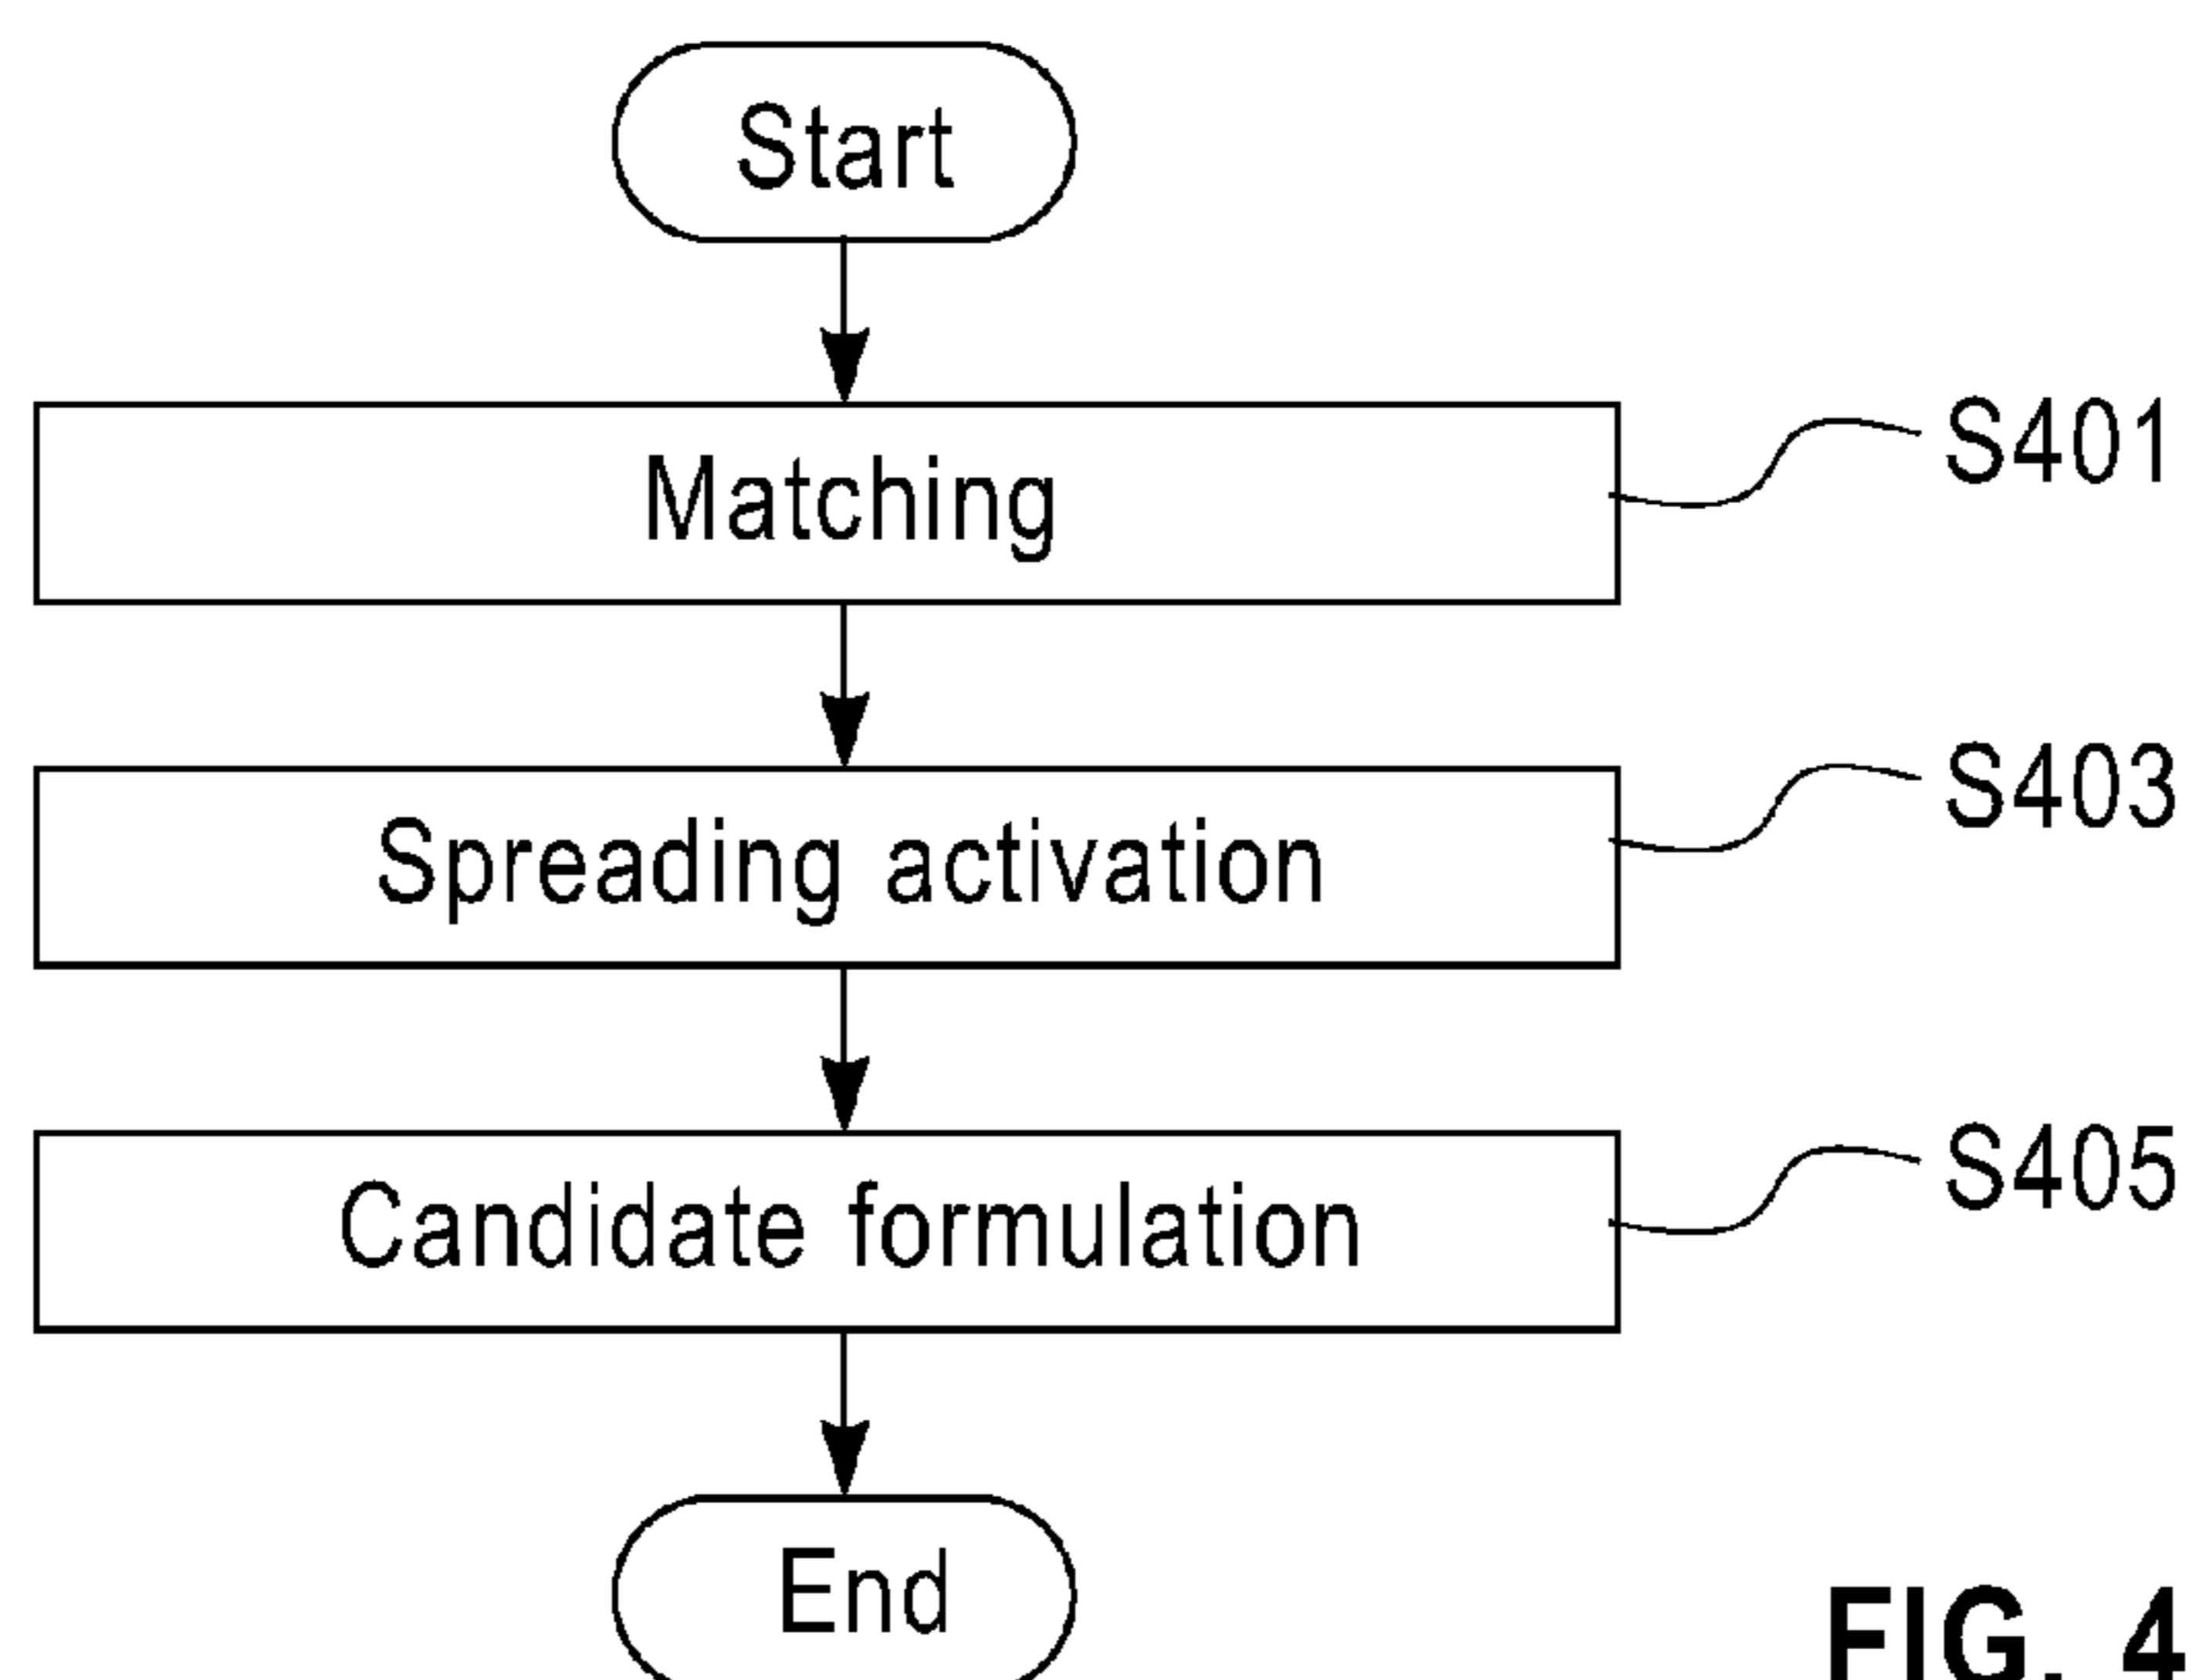 Start
Matching
S401
Spreading activation
S403
Candidate formulation
S405
End
FIG. 4